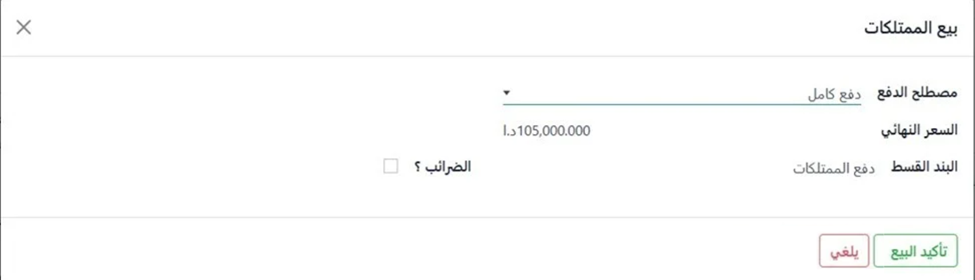 بيع الممتلكات
مصطلح الدفع دفع كامل
السعر النهائي 105,000.000د.ا.
البند القسط دفع الممتلكات الضرائب ؟
تأكيد البيع يلغي